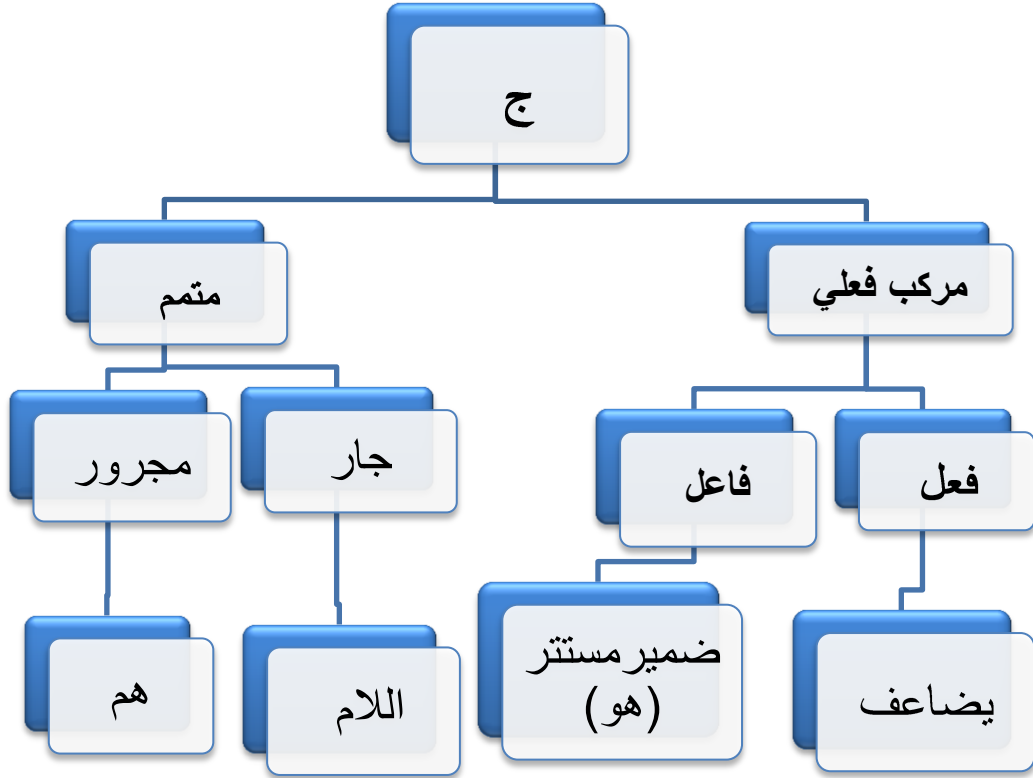 ج
مركب فعلي
متمم
فعل
فاعل
جار
مجرور
يضاعف
ضمير مستتر
(هو)
اللام
هم